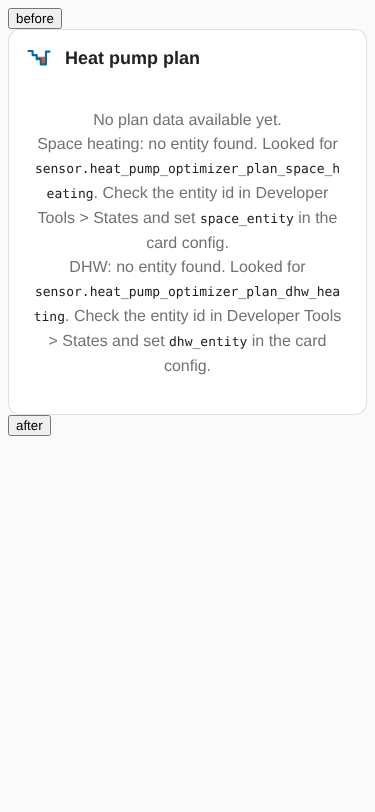 before
Heat pump plan
No plan data available yet.
Space heating: no entity found. Looked for
sensor.heat_pump_optimizer_plan_space_h
eating. Check the entity id in Developer
Tools > States and set space_entity in the
card config.
DHW: no entity found. Looked for
sensor.heat_pump_optimizer_plan_dhw_hea
ting. Check the entity id in Developer Tools
> States and set dhw_entity in the card
config.
after